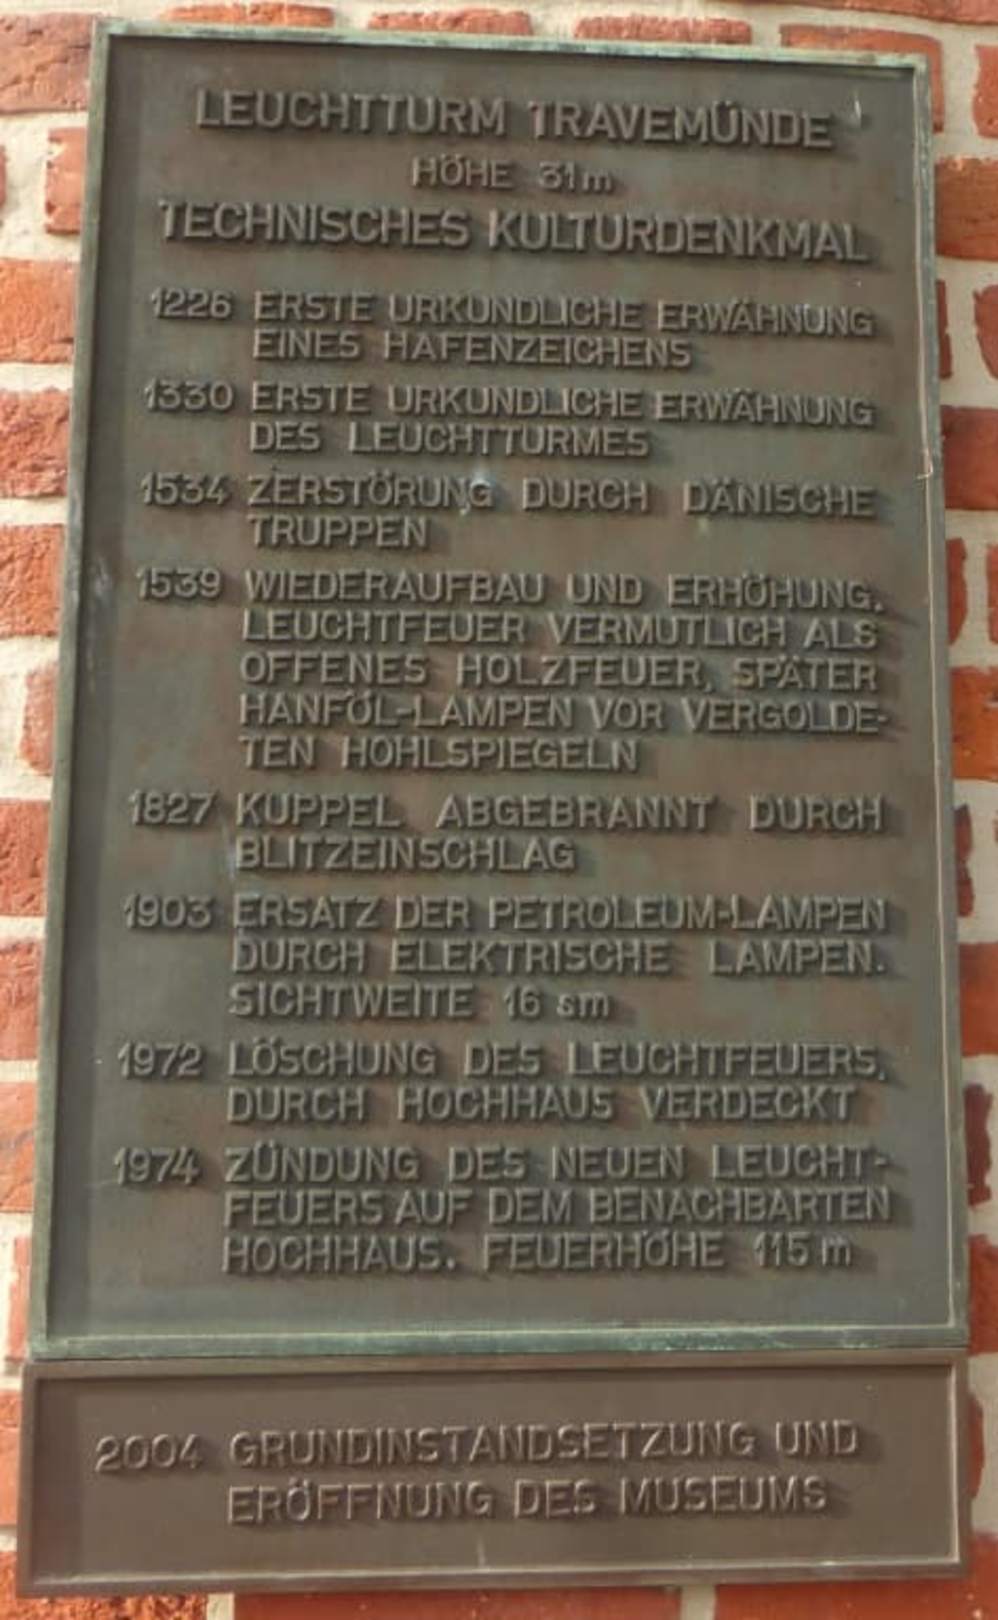 LEUCHTTURM TRAVEMÜNDE
HÖHE 31m
TECHNISCHES KULTURDENKMAL
1226 ERSTE URKUNDLICHE ERWÄHNUNG
EINES HAFENZEICHENS
1330 ERSTE URKUNDLICHE ERWÄHNUNG
DES LEUCHTTURMES
1534 ZERSTÖRUNG DURCH DÄNISCHE
TRUPPEN
1539 WIEDERAUFBAU UND ERHÖHUNG.
LEUCHTFEUER VERMUTLICH ALS
OFFENES HOLZFEUER, SPÄTER
HANFÖL-LAMPEN VOR VERGOLDE-
TEN HOHLSPIEGELN
1827 KUPPEL ABGEBRANNT DURCH
BLITZEINSCHLAG
1903 ERSATZ DER PETROLEUM-LAMPEN
DURCH ELEKTRISCHE LAMPEN.
SICHTWEITE 16 sm
1972 LÖSCHUNG DES LEUCHTFEUERS,
DURCH HOCHHAUS VERDECKT
1974 ZÜNDUNG DES NEUEN LEUCHT-
FEUERS AUF DEM BENACHBARTEN
HOCHHAUS. FEUERHÖHE 115 m
2004 GRUNDINSTANDSETZUNG UND
ERÖFFNUNG DES MUSEUMS